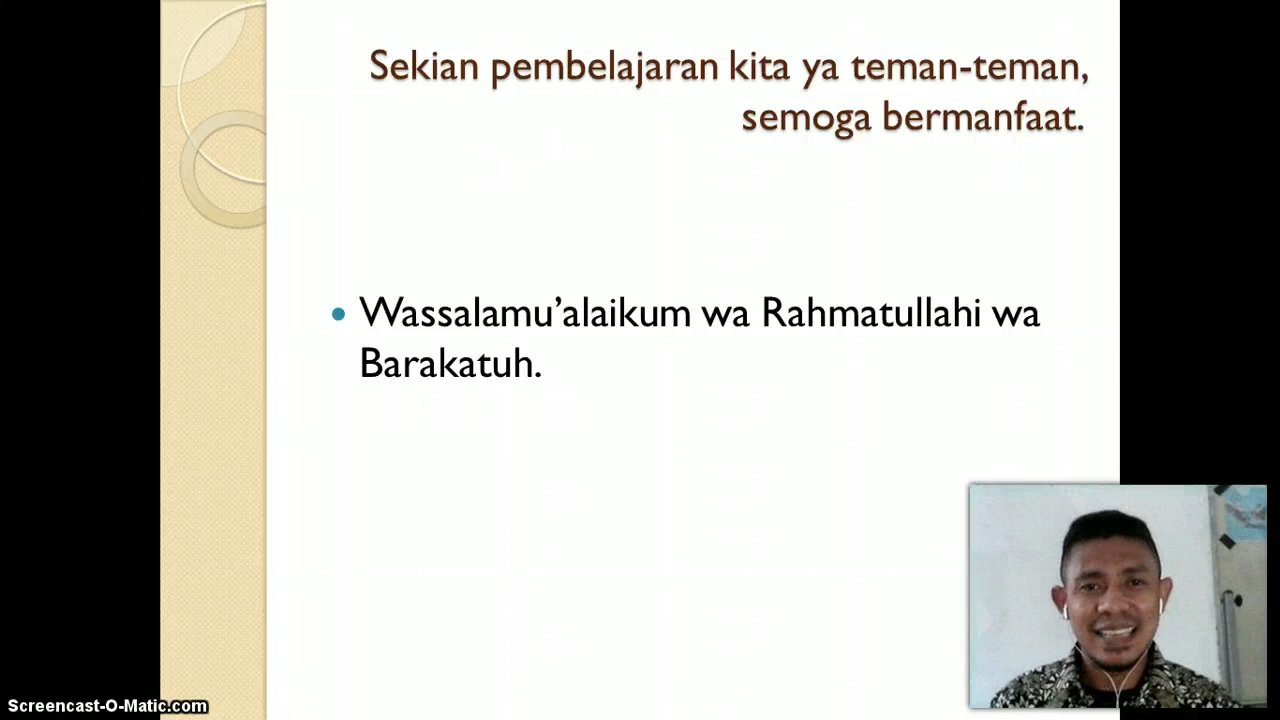 Sekian pembelajaran kita ya teman-teman,
semoga bermanfaat.
Wassalamu’alaikum wa Rahmatullahi wa
Barakatuh.
Screencast-O-Matic.com